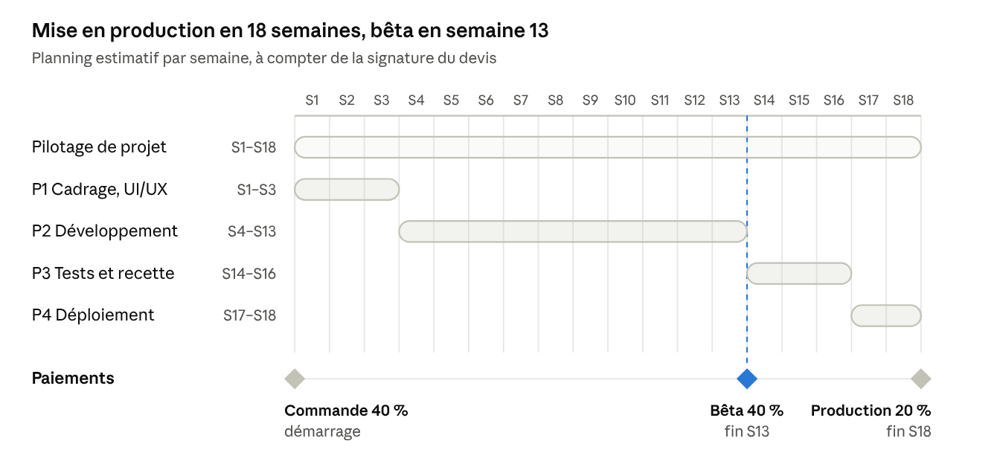 Mise en production en 18 semaines, bêta en semaine 13
Planning estimatif par semaine, à compter de la signature du devis
S1 S2 S3 S4 S5 S6 S7 S8 S9 S10 S11 S12 S13 S14 S15 S16 S17 S18
Pilotage de projet S1–S18
P1 Cadrage, UI/UX S1–S3
P2 Développement S4–S13
P3 Tests et recette S14–S16
P4 Déploiement S17–S18
Paiements
Commande 40 % Bêta 40 % Production 20 %
démarrage fin S13 fin S18